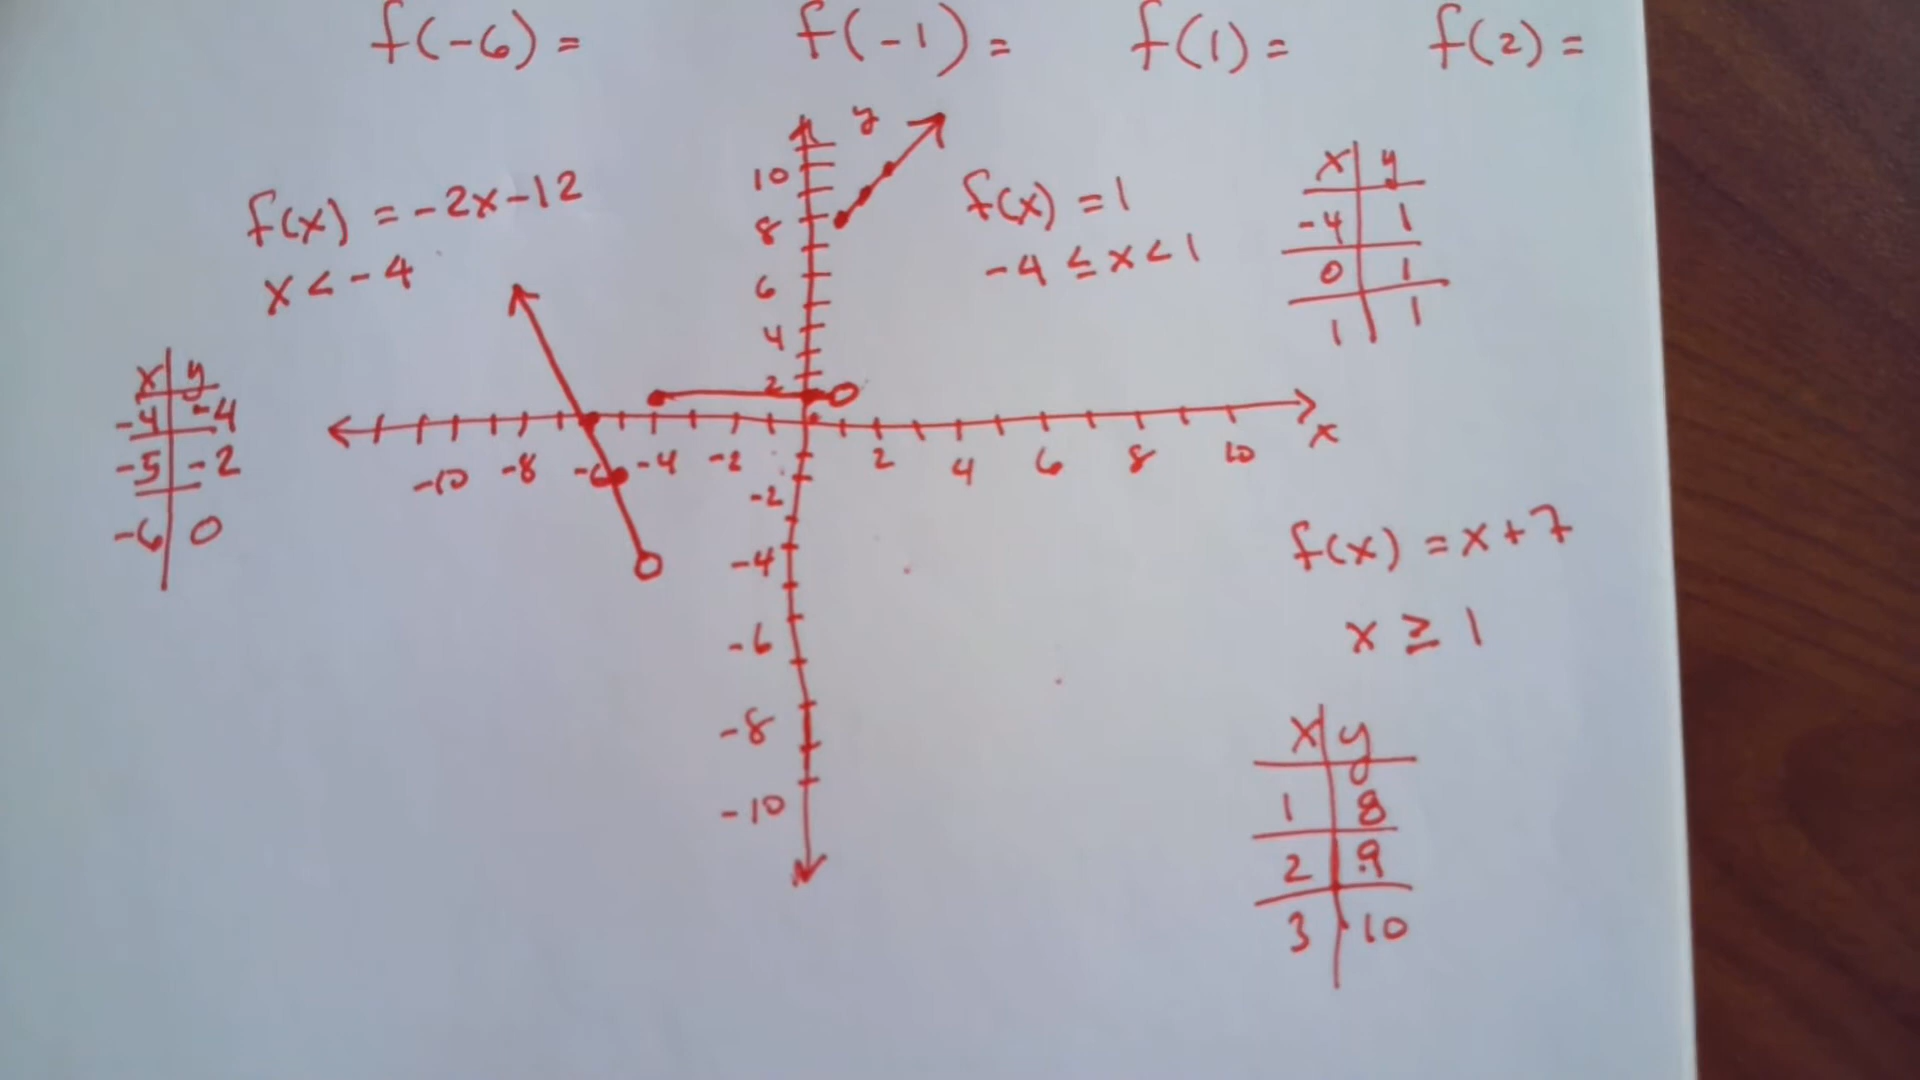 f(-6) = f(-1) = f(1) = f(2) =
y
f(x) = -2x-12
x < -4
f(x) = 1
-4 ≤ x < 1
x y
-4 1
0 1
1 1
10
8
6
4
2
x y
-4 -4
-5 -2
-6 0
-10 -8 -6 -4 -2 2 4 6 8 10 x
-2
-4
-6
-8
-10
f(x) = x+7
x ≥ 1
x y
1 8
2 9
3 10